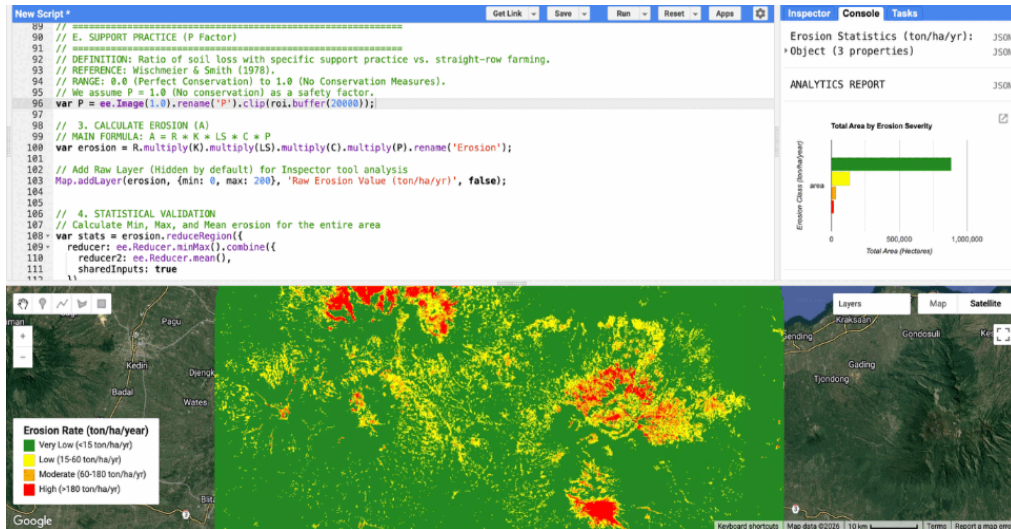 New Script *
Get Link
Save
Run
Reset
Apps
89 // ============================================================
90 // E. SUPPORT PRACTICE (P Factor)
91 // ============================================================
92 // DEFINITION: Ratio of soil loss with specific support practice vs. straight-row farming.
93 // REFERENCE: Wischmeier & Smith (1978).
94 // RANGE: 0.0 (Perfect Conservation) to 1.0 (No Conservation Measures).
95 // We assume P = 1.0 (No conservation) as a safety factor.
96 var P = ee.Image(1.0).rename('P').clip(roi.buffer(20000));
97
98 // 3. CALCULATE EROSION (A)
99 // MAIN FORMULA: A = R * K * LS * C * P
100 var erosion = R.multiply(K).multiply(LS).multiply(C).multiply(P).rename('Erosion');
101
102 // Add Raw Layer (Hidden by default) for Inspector tool analysis
103 Map.addLayer(erosion, {min: 0, max: 200}, 'Raw Erosion Value (ton/ha/yr)', false);
104
105
106 // 4. STATISTICAL VALIDATION
107 // Calculate Min, Max, and Mean erosion for the entire area
108 var stats = erosion.reduceRegion({
109 reducer: ee.Reducer.minMax().combine({
110 reducer2: ee.Reducer.mean(),
111 sharedInputs: true
112 })
Inspector
Console
Tasks
Erosion Statistics (ton/ha/yr): JSON
Object (3 properties) JSON
ANALYTICS REPORT JSON
Total Area by Erosion Severity
Erosion Class (ton/ha/year)
area
0
500,000
1,000,000
Total Area (Hectares)
Pagu
Kediri
Badal
Djengk
Wates
Blita
+
−
Erosion Rate (ton/ha/year)
Very Low (<15 ton/ha/yr)
Low (15-60 ton/ha/yr)
Moderate (60-180 ton/ha/yr)
High (>180 ton/ha/yr)
Google
Layers
Map
Satellite
Kraksaan
Gending
Gondosuli
Gading
Tjondong
3
3
Keyboard shortcuts
Map data ©2026
10 km
Terms
Report a map erro